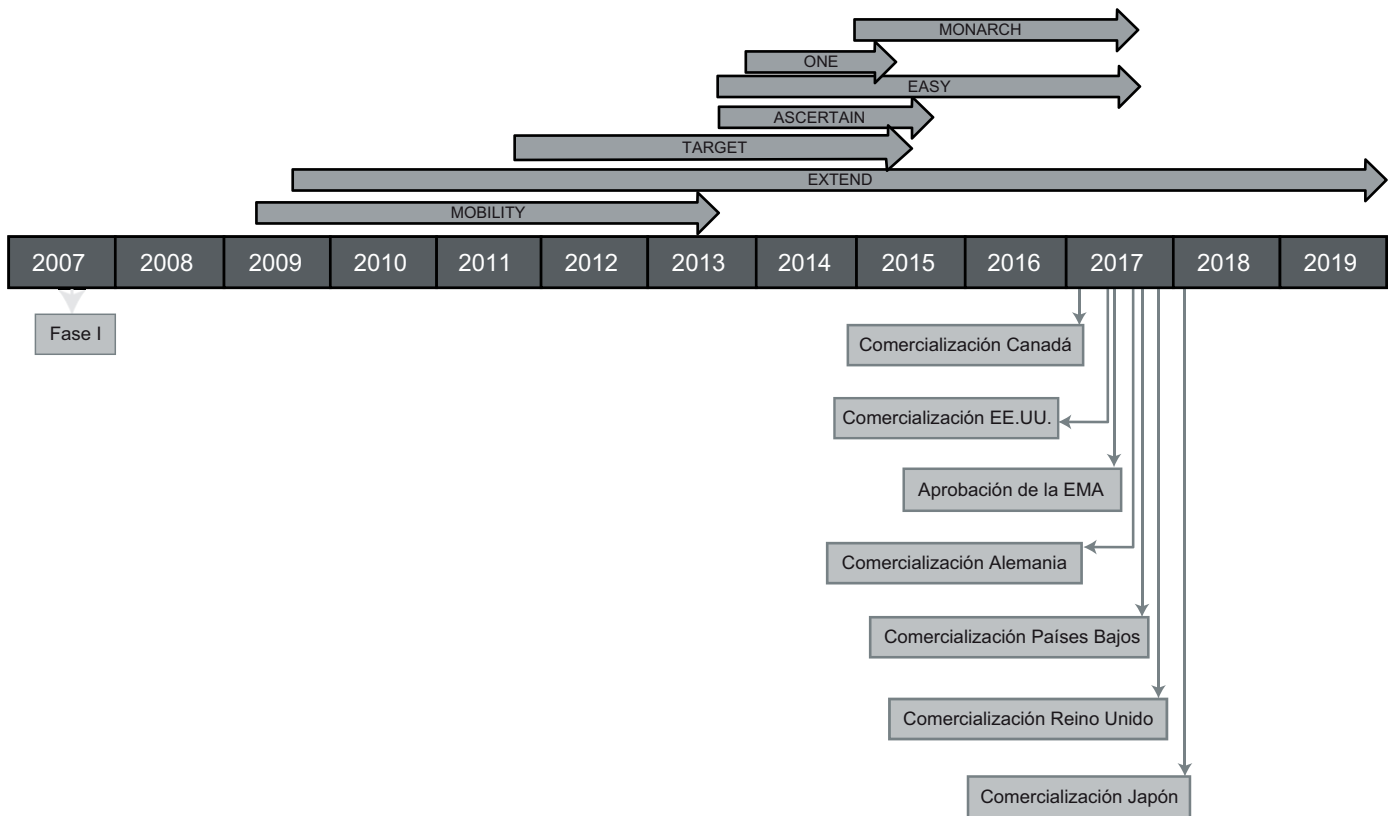 MONARCH
ONE
EASY
ASCERTAIN
TARGET
EXTEND
MOBILITY
2007 2008 2009 2010 2011 2012 2013 2014 2015 2016 2017 2018 2019
Fase I
Comercialización Canadá
Comercialización EE.UU.
Aprobación de la EMA
Comercialización Alemania
Comercialización Países Bajos
Comercialización Reino Unido
Comercialización Japón